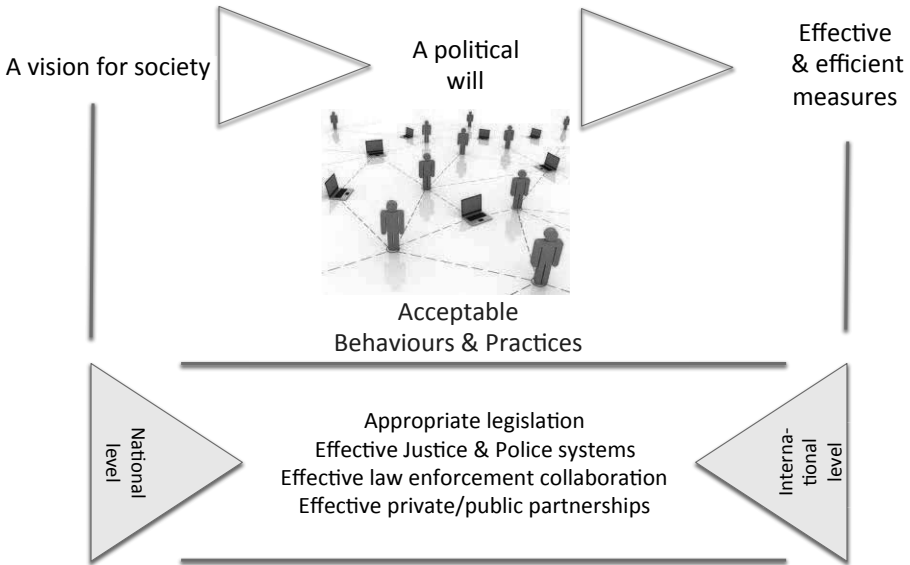 A vision for society
A political
will
Effective
& efficient
measures
Acceptable
Behaviours & Practices
National
level
Appropriate legislation
Effective Justice & Police systems
Effective law enforcement collaboration
Effective private/public partnerships
Interna-
tional
level